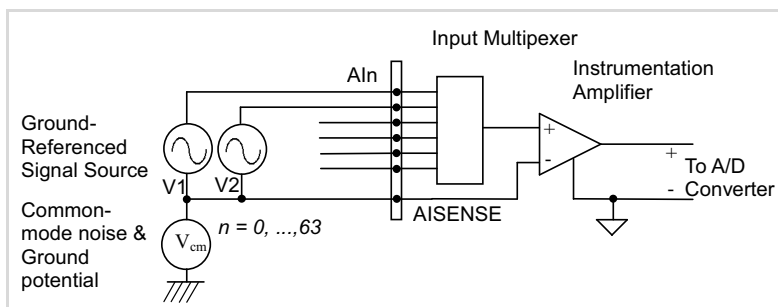 Input Multipexer
AIn
Instrumentation
Amplifier
Ground-
Referenced
Signal Source
V1
V2
+
-
+
To A/D
Converter
-
AISENSE
Common-
mode noise &
Ground
potential
Vcm
n = 0, ...,63